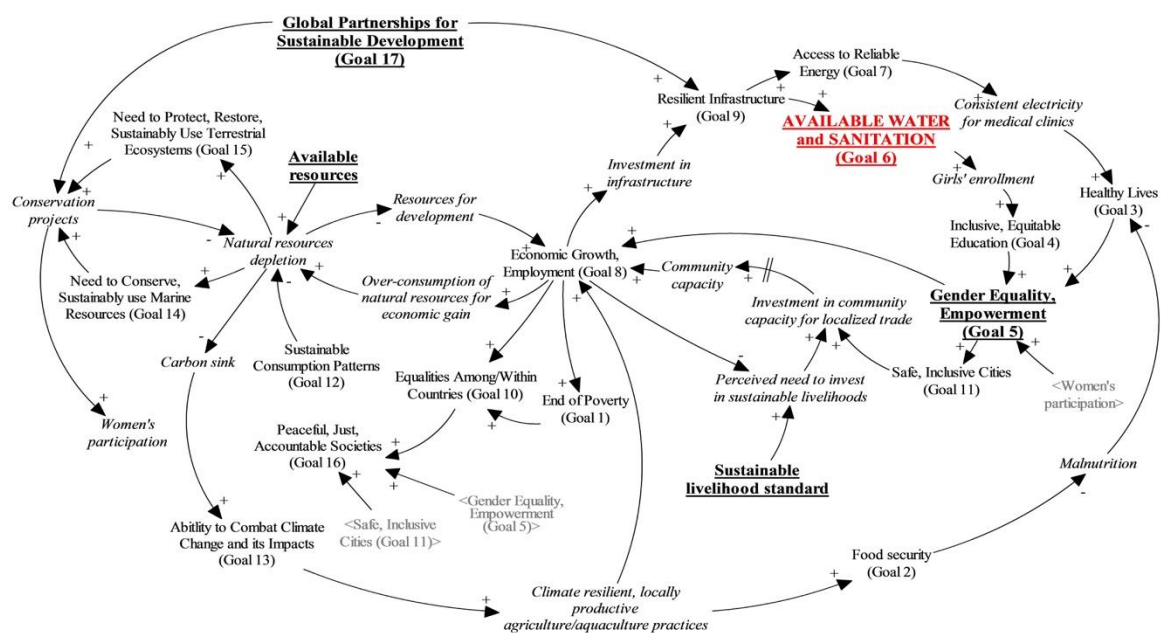 Global Partnerships for
Sustainable Development
(Goal 17)
Access to Reliable
Energy (Goal 7)
Resilient Infrastructure
(Goal 9)
Need to Protect, Restore,
Sustainably Use Terrestrial
Ecosystems (Goal 15)
Consistent electricity
for medical clinics
AVAILABLE WATER
and SANITATION
(Goal 6)
Available
resources
Investment in
infrastructure
Girls' enrollment
Healthy Lives
(Goal 3)
Conservation
projects
Resources for
development
Natural resources
depletion
Inclusive, Equitable
Education (Goal 4)
Economic Growth,
Employment (Goal 8)
Community
capacity
Need to Conserve,
Sustainably use Marine
Resources (Goal 14)
Over-consumption of
natural resources for
economic gain
Investment in community
capacity for localized trade
Gender Equality,
Empowerment
(Goal 5)
Carbon sink
Sustainable
Consumption Patterns
(Goal 12)
Equalities Among/Within
Countries (Goal 10)
End of Poverty
(Goal 1)
Perceived need to invest
in sustainable livelihoods
Safe, Inclusive Cities
(Goal 11)
<Women's
participation>
Women's
participation
Peaceful, Just,
Accountable Societies
(Goal 16)
Sustainable
livelihood standard
Malnutrition
<Gender Equality,
Empowerment
(Goal 5)>
<Safe, Inclusive
Cities (Goal 11)>
Abitlity to Combat Climate
Change and its Impacts
(Goal 13)
Food security
(Goal 2)
Climate resilient, locally
productive
agriculture/aquaculture practices